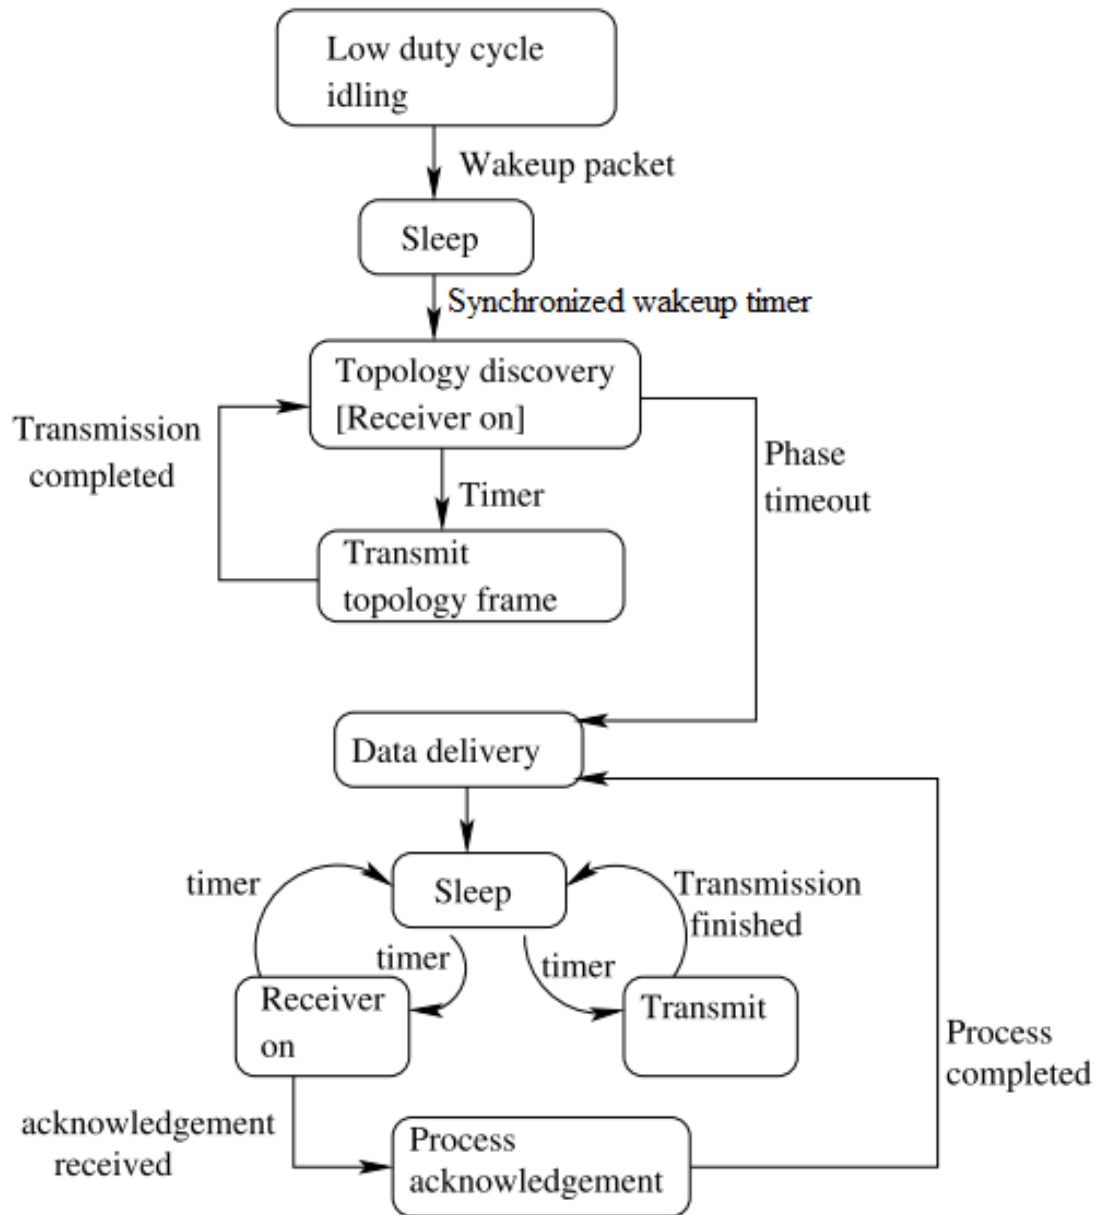 Low duty cycle
idling
Wakeup packet
Sleep
Synchronized wakeup timer
Topology discovery
[Receiver on]
Transmission
completed
Phase
timeout
Timer
Transmit
topology frame
Data delivery
timer
Sleep
Transmission
finished
timer
timer
Receiver
on
Transmit
Process
completed
acknowledgement
received
Process
acknowledgement